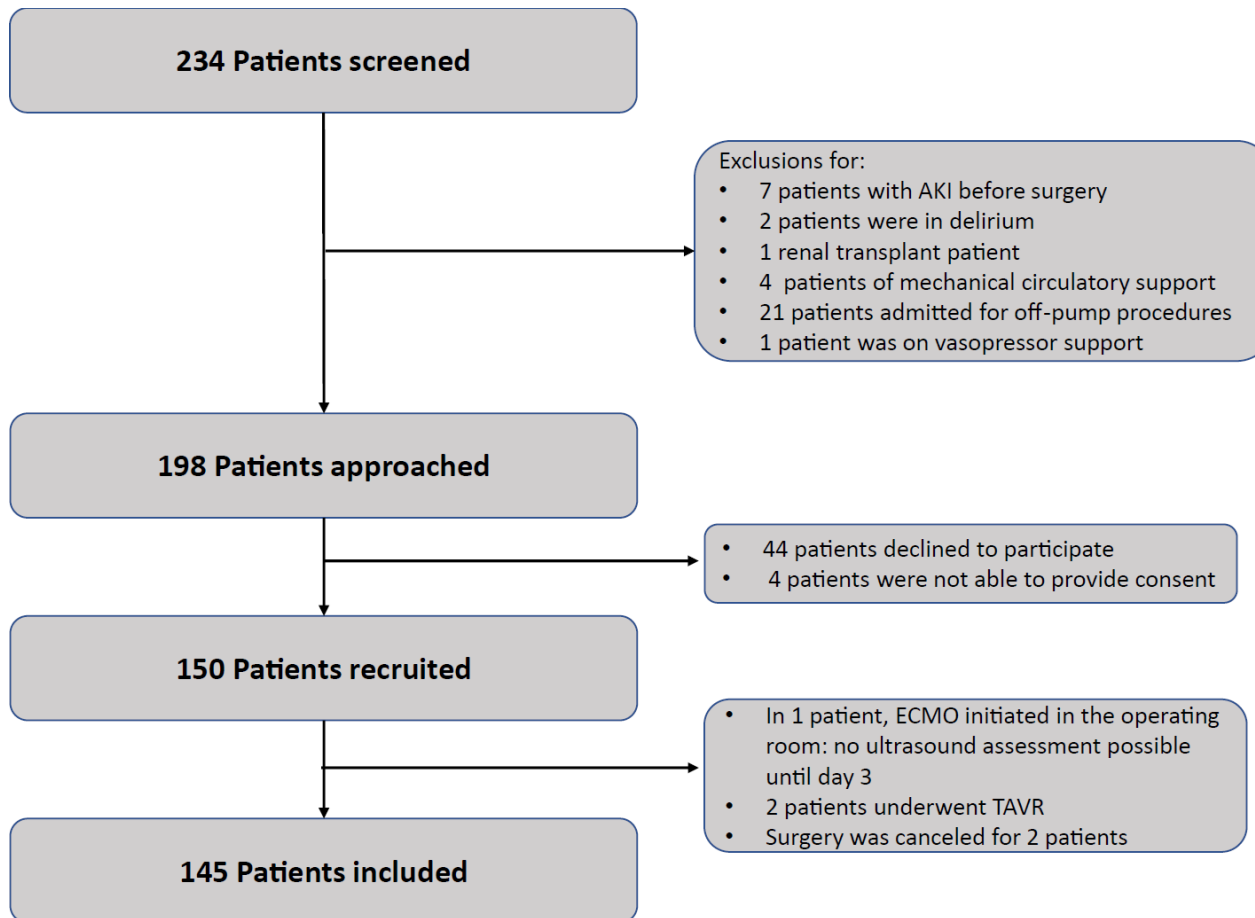 234 Patients screened
Exclusions for:
• 7 patients with AKI before surgery
• 2 patients were in delirium
• 1 renal transplant patient
• 4  patients of mechanical circulatory support
• 21 patients admitted for off-pump procedures
• 1 patient was on vasopressor support
198 Patients approached
• 44 patients declined to participate
• 4 patients were not able to provide consent
150 Patients recruited
• In 1 patient, ECMO initiated in the operating
room: no ultrasound assessment possible
until day 3
• 2 patients underwent TAVR
• Surgery was canceled for 2 patients
145 Patients included